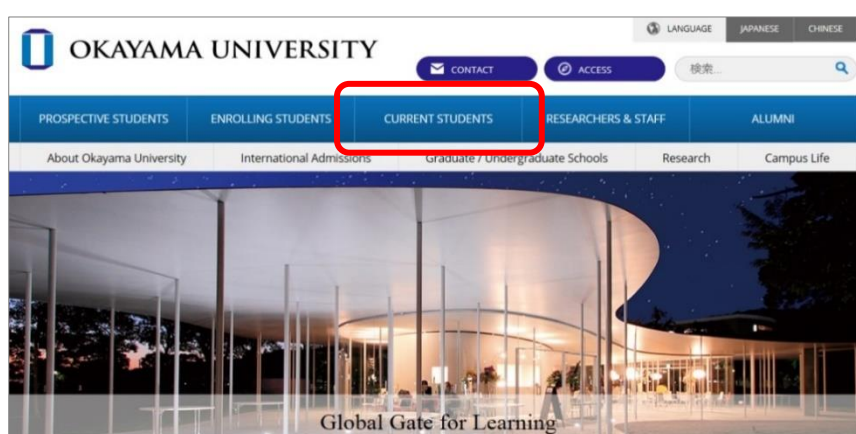 LANGUAGE JAPANESE CHINESE
OKAYAMA UNIVERSITY
CONTACT ACCESS 検索...
PROSPECTIVE STUDENTS ENROLLING STUDENTS CURRENT STUDENTS RESEARCHERS & STAFF ALUMNI
About Okayama University International Admissions Graduate / Undergraduate Schools Research Campus Life
Global Gate for Learning